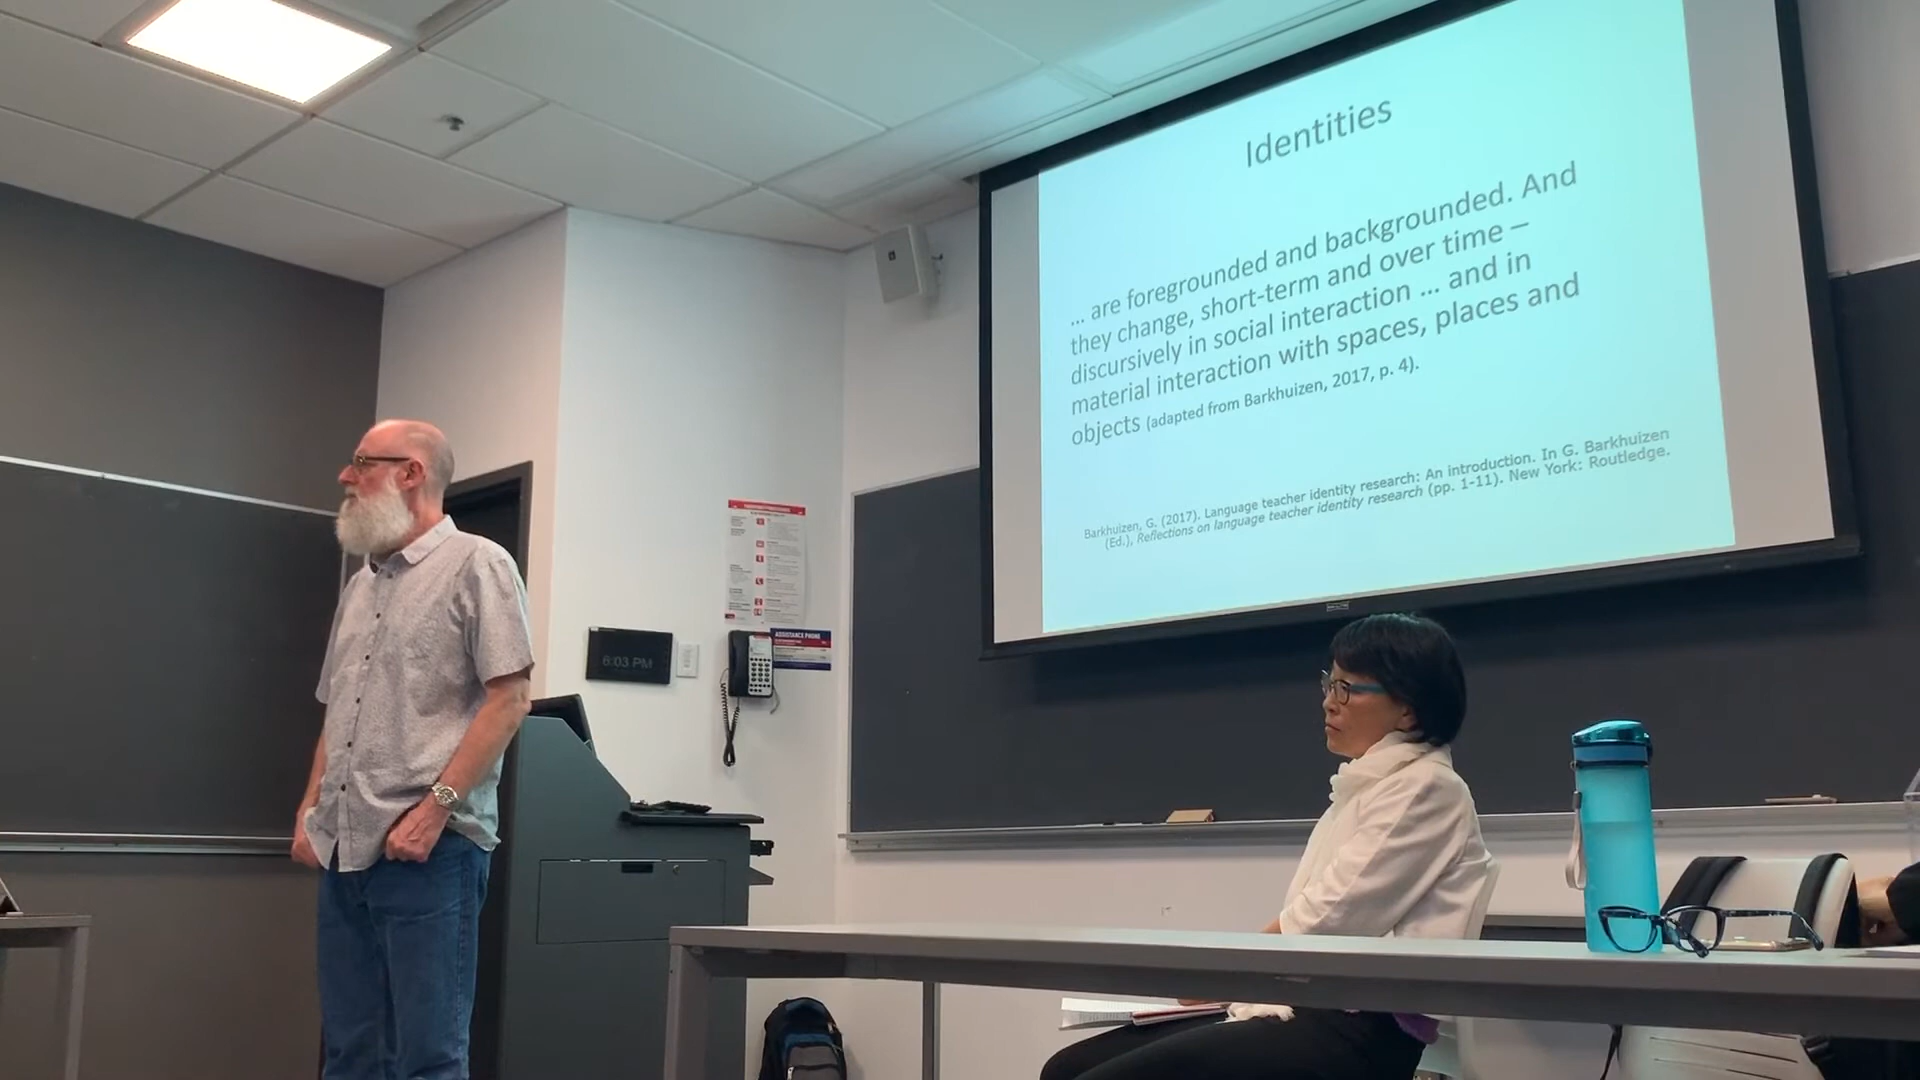 Identities
... are foregrounded and backgrounded. And
they change, short-term and over time –
discursively in social interaction ... and in
material interaction with spaces, places and
objects (adapted from Barkhuizen, 2017, p. 4).
Barkhuizen, G. (2017). Language teacher identity research: An introduction. In G. Barkhuizen
(Ed.), Reflections on language teacher identity research (pp. 1-11). New York: Routledge.
6:03 PM
ASSISTANCE PHONE